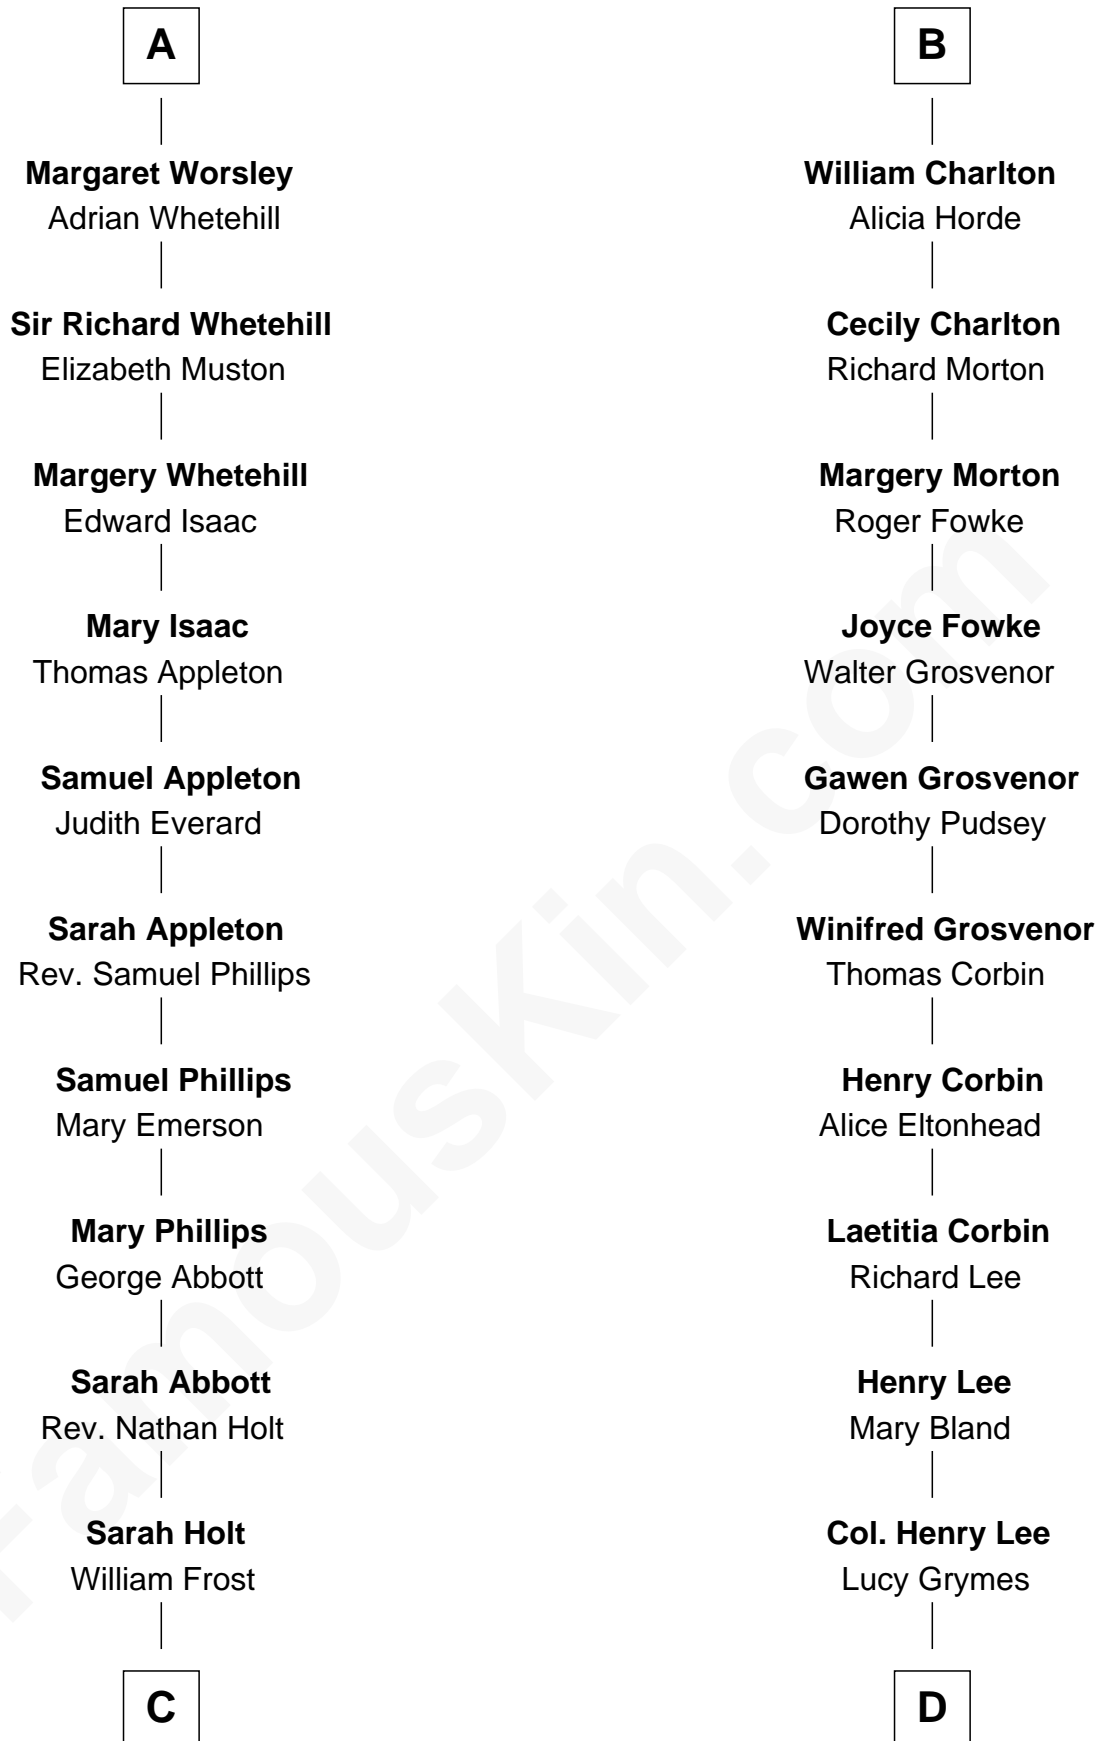 A
Margaret Worsley
Adrian Whetehill
Sir Richard Whetehill
Elizabeth Muston
Margery Whetehill
Edward Isaac
Mary Isaac
Thomas Appleton
Samuel Appleton
Judith Everard
Sarah Appleton
Rev. Samuel Phillips
Samuel Phillips
Mary Emerson
Mary Phillips
George Abbott
Sarah Abbott
Rev. Nathan Holt
Sarah Holt
William Frost
C
B
William Charlton
Alicia Horde
Cecily Charlton
Richard Morton
Margery Morton
Roger Fowke
Joyce Fowke
Walter Grosvenor
Gawen Grosvenor
Dorothy Pudsey
Winifred Grosvenor
Thomas Corbin
Henry Corbin
Alice Eltonhead
Laetitia Corbin
Richard Lee
Henry Lee
Mary Bland
Col. Henry Lee
Lucy Grymes
D
FamousKin.com